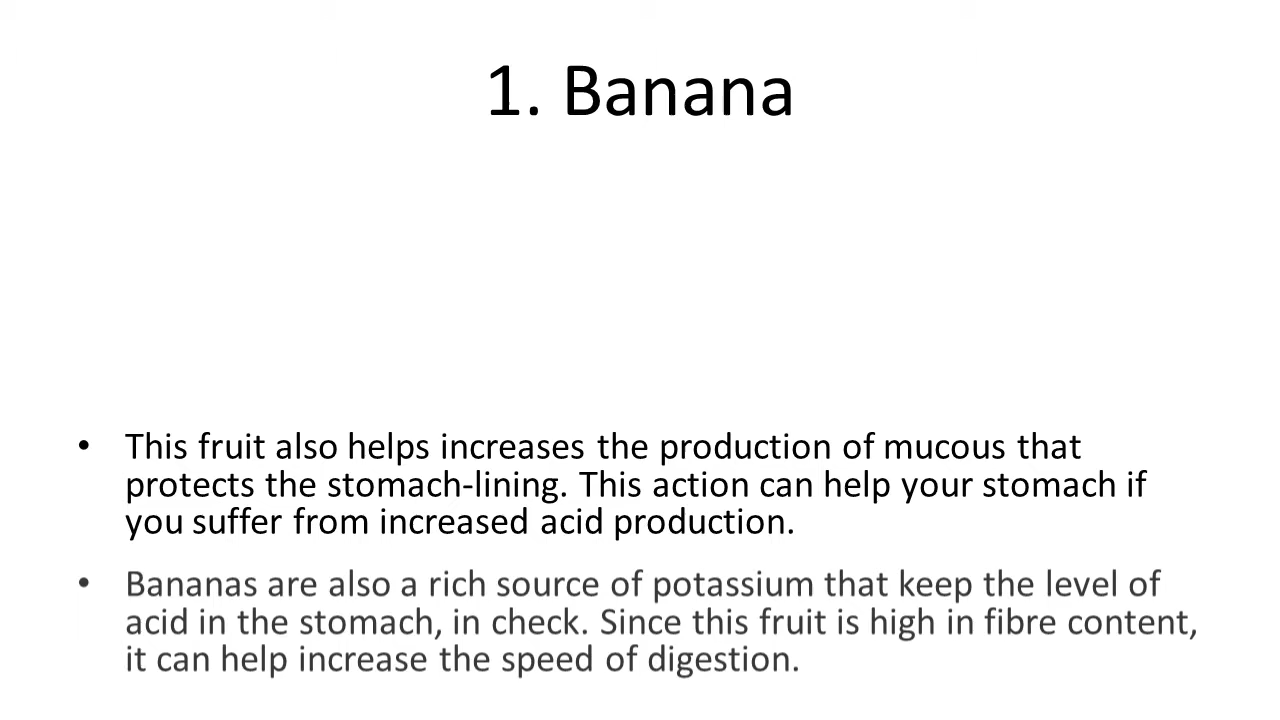 1. Banana
• This fruit also helps increases the production of mucous that
protects the stomach-lining. This action can help your stomach if
you suffer from increased acid production.
• Bananas are also a rich source of potassium that keep the level of
acid in the stomach, in check. Since this fruit is high in fibre content,
it can help increase the speed of digestion.